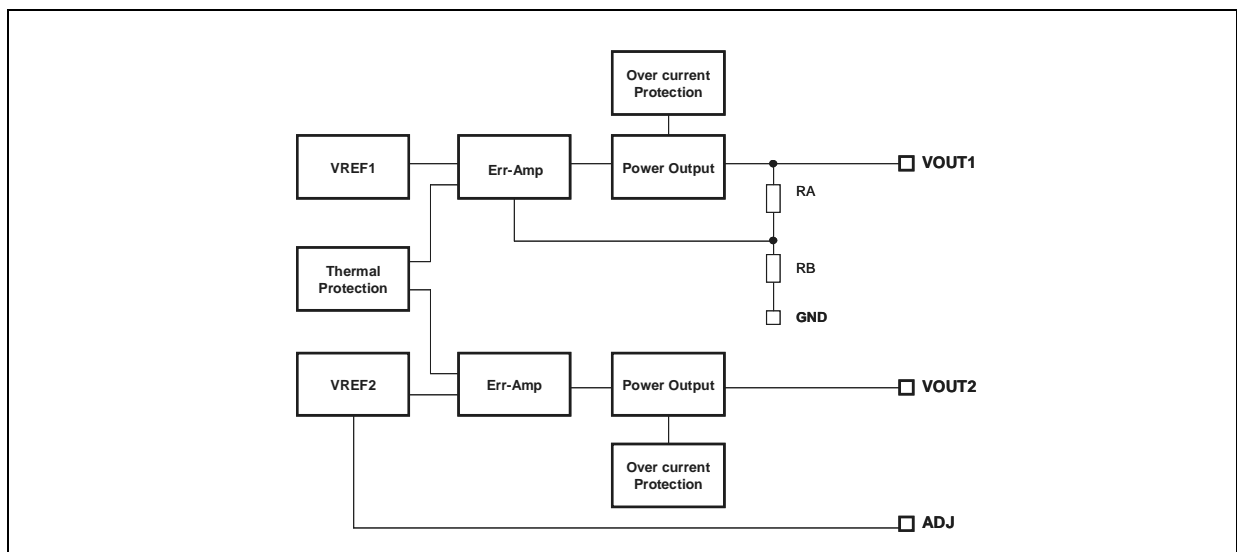 Over current
Protection
VREF1
Err-Amp
Power Output
VOUT1
RA
Thermal
Protection
RB
GND
VREF2
Err-Amp
Power Output
VOUT2
Over current
Protection
ADJ